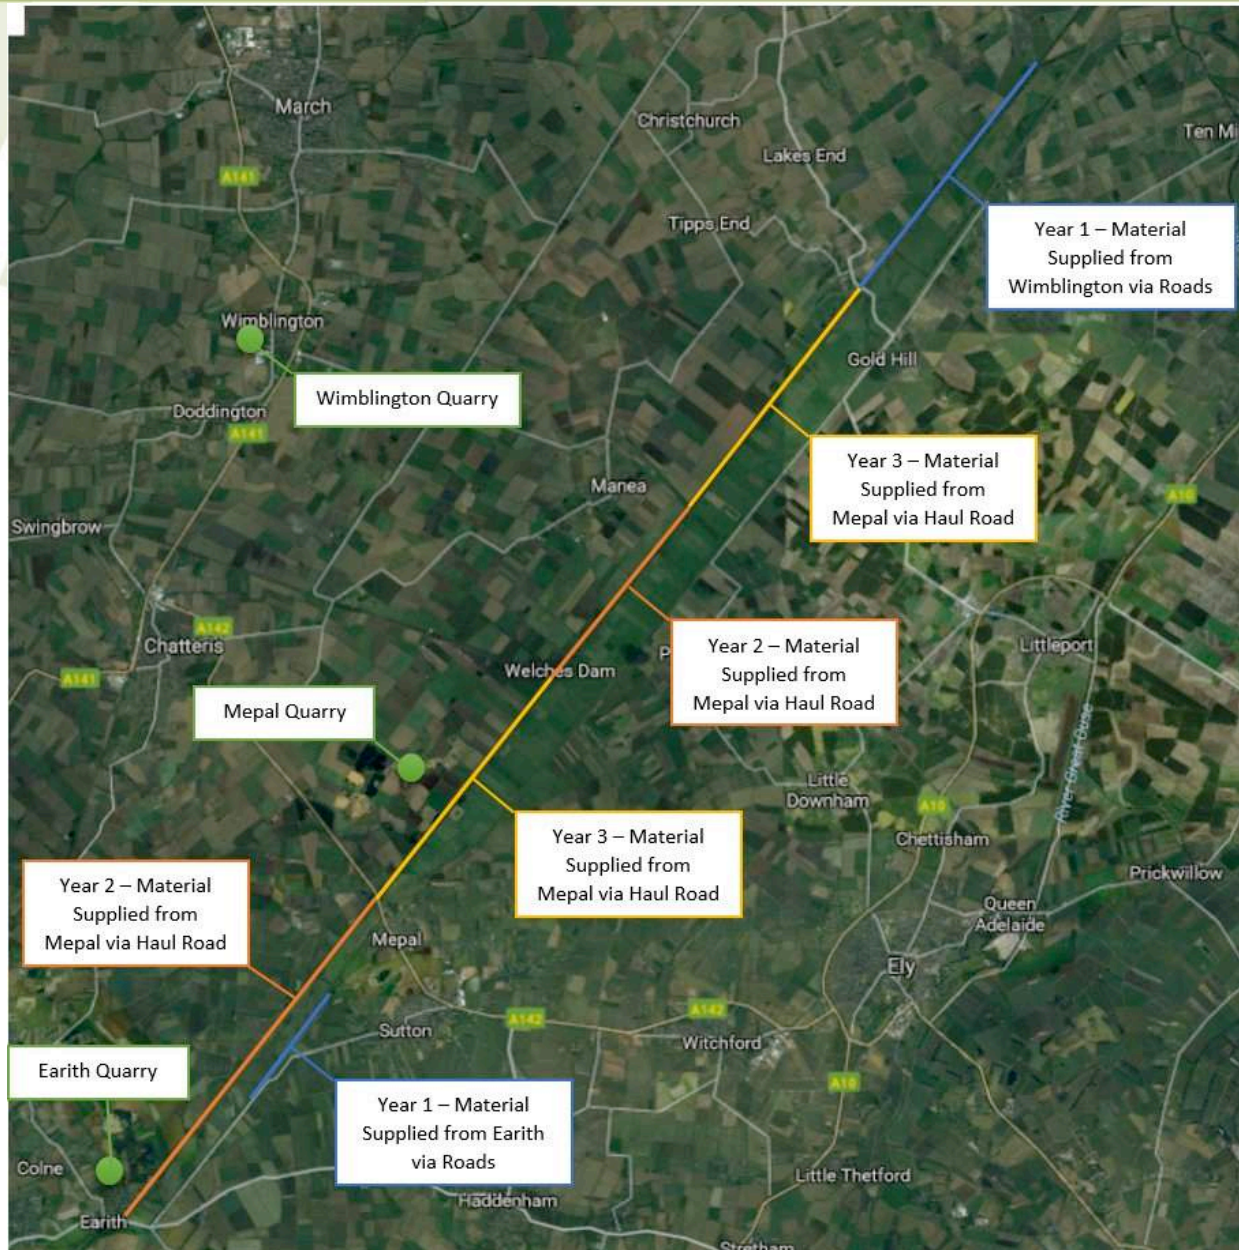 March
Christchurch
Ten Mi
Lakes End
A141
Tipps End
Year 1 – Material
Supplied from
Wimblington via Roads
Wimblington
Gold Hill
Wimblington Quarry
Doddington
A141
Year 3 – Material
Supplied from
Mepal via Haul Road
Manea
A10
Swingbrow
A142
Chatteris
Littleport
Year 2 – Material
Supplied from
Mepal via Haul Road
P
Welches Dam
A141
Mepal Quarry
River Great Ouse
Little
Downham
A10
Chettisham
Year 3 – Material
Supplied from
Mepal via Haul Road
Prickwillow
Year 2 – Material
Supplied from
Mepal via Haul Road
Queen
Adelaide
Mepal
Ely
A142
A142
Sutton
Witchford
Earith Quarry
A10
Year 1 – Material
Supplied from Earith
via Roads
Colne
Little Thetford
Haddenham
Earith
Stretham